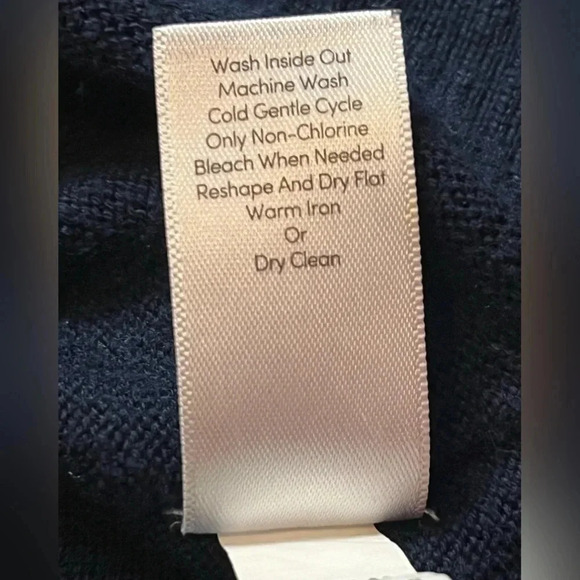 Wash Inside Out
Machine Wash
Cold Gentle Cycle
Only Non-Chlorine
Bleach When Needed
Reshape And Dry Flat
Warm Iron
Or
Dry Clean